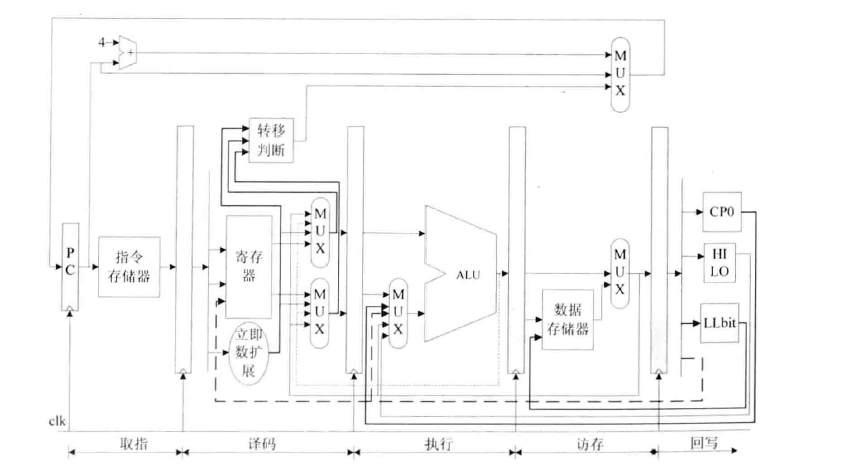 4
+
M
U
X
转移
判断
P
C
指令
存储器
寄存
器
立即
数扩
展
M
U
X
M
U
X
M
U
X
ALU
M
U
X
数据
存储器
CP0
HI
LO
LLbit
clk
取指
译码
执行
访存
回写